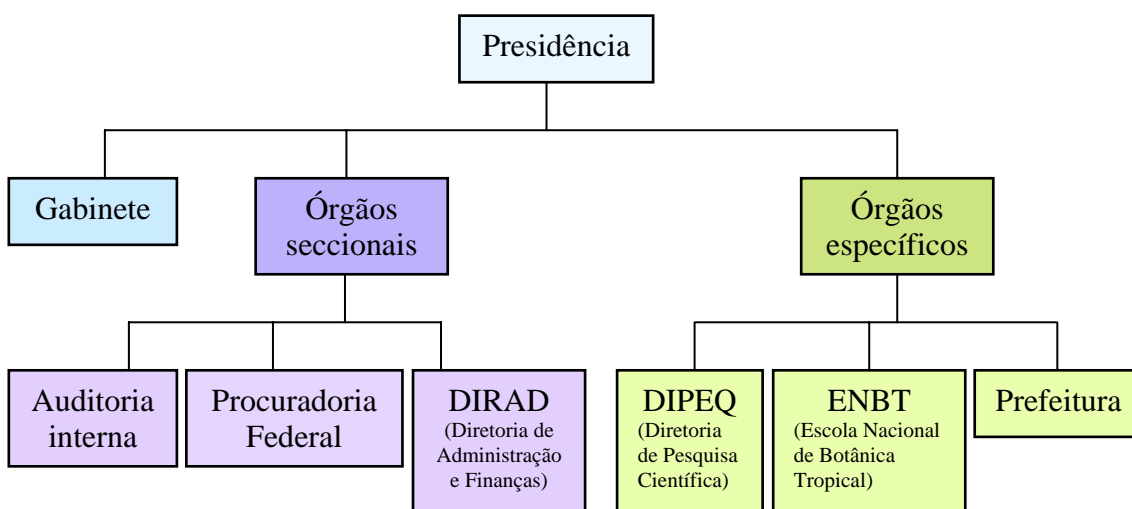 Presidência
Gabinete
Órgãos
seccionais
Órgãos
específicos
Auditoria
interna
Procuradoria
Federal
DIRAD
(Diretoria de
Administração
e Finanças)
DIPEQ
(Diretoria
de Pesquisa
Científica)
ENBT
(Escola Nacional
de Botânica
Tropical)
Prefeitura